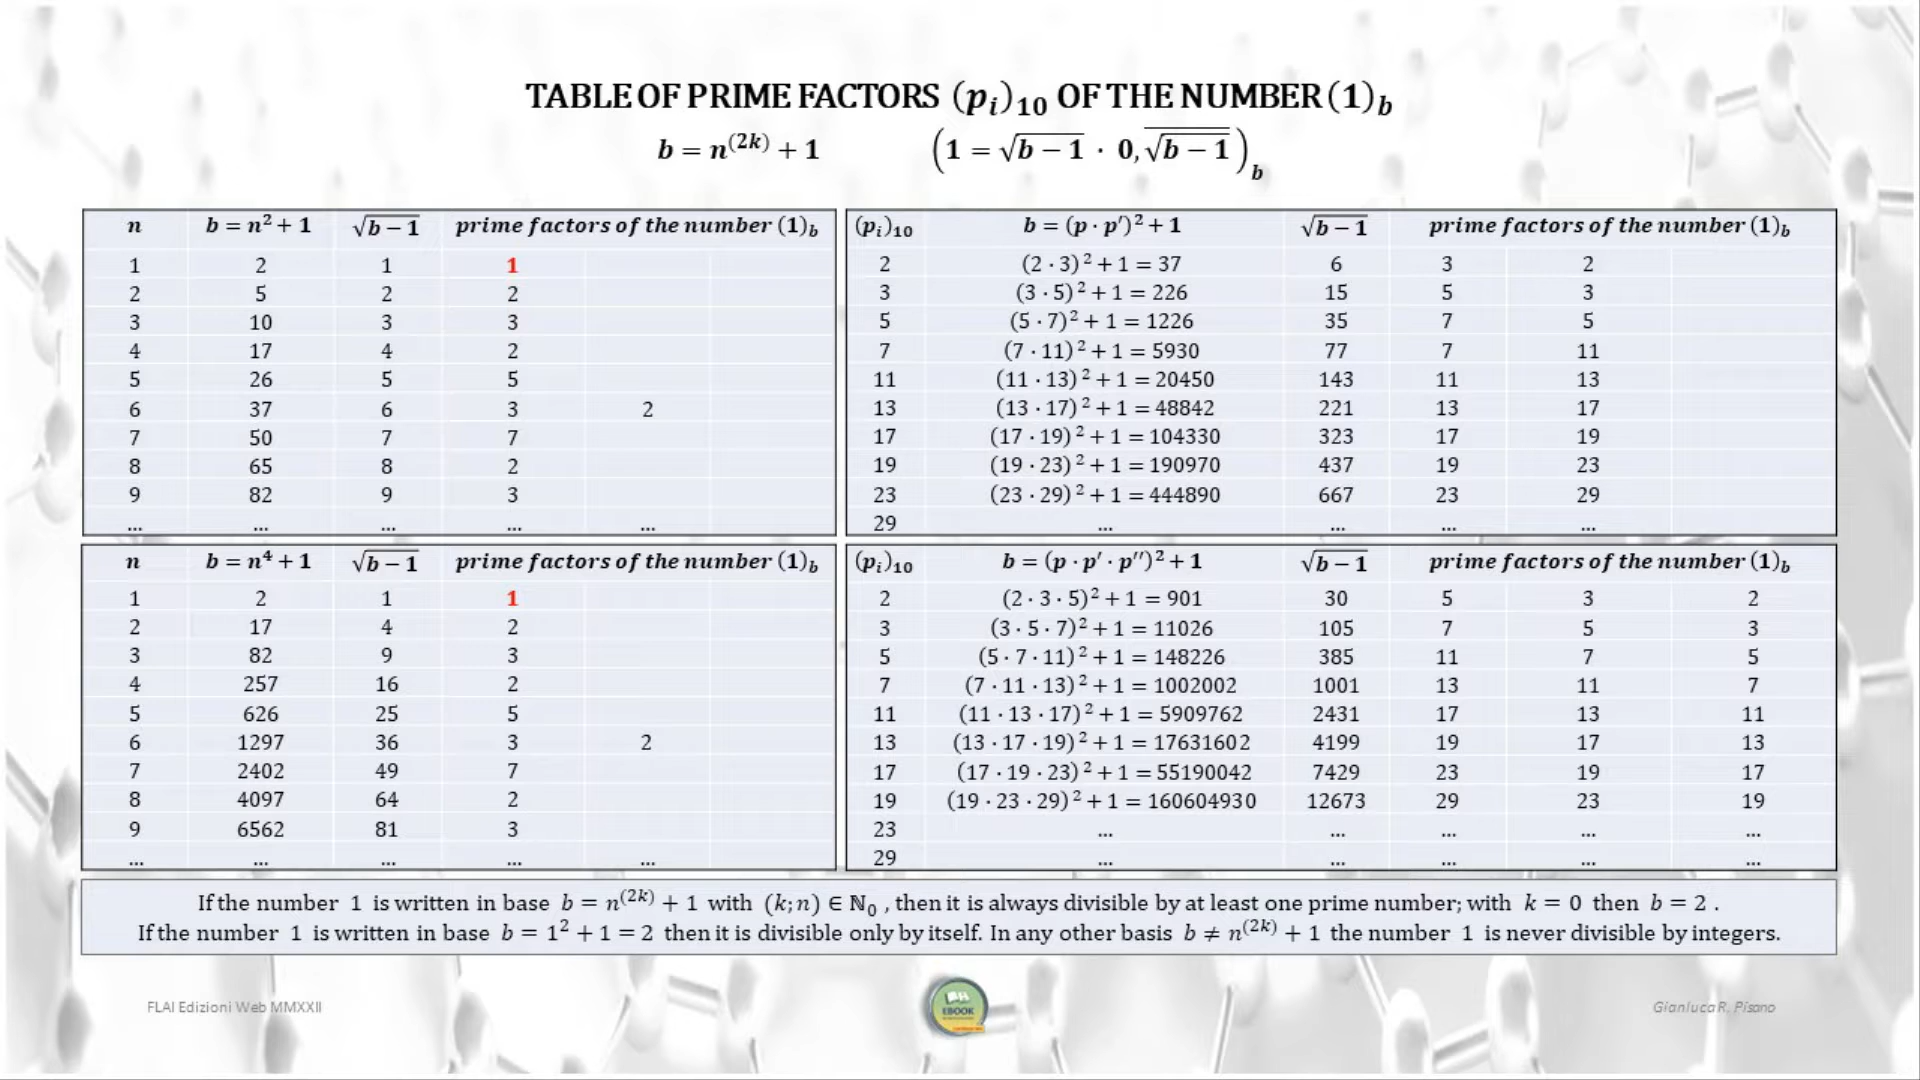 TABLE OF PRIME FACTORS (pᵢ)₁₀ OF THE NUMBER (1)_b
b = n^(2k) + 1 (1 = √(b − 1) · 0, √(b − 1)‾)_b
n b = n² + 1 √(b − 1) prime factors of the number (1)_b
1 2 1 1
2 5 2 2
3 10 3 3
4 17 4 2
5 26 5 5
6 37 6 3 2
7 50 7 7
8 65 8 2
9 82 9 3
... ... ... ... ...
(pᵢ)₁₀ b = (p · p′)² + 1 √(b − 1) prime factors of the number (1)_b
2 (2 · 3)² + 1 = 37 6 3 2
3 (3 · 5)² + 1 = 226 15 5 3
5 (5 · 7)² + 1 = 1226 35 7 5
7 (7 · 11)² + 1 = 5930 77 7 11
11 (11 · 13)² + 1 = 20450 143 11 13
13 (13 · 17)² + 1 = 48842 221 13 17
17 (17 · 19)² + 1 = 104330 323 17 19
19 (19 · 23)² + 1 = 190970 437 19 23
23 (23 · 29)² + 1 = 444890 667 23 29
29 ... ... ... ...
n b = n⁴ + 1 √(b − 1) prime factors of the number (1)_b
1 2 1 1
2 17 4 2
3 82 9 3
4 257 16 2
5 626 25 5
6 1297 36 3 2
7 2402 49 7
8 4097 64 2
9 6562 81 3
... ... ... ... ...
(pᵢ)₁₀ b = (p · p′ · p″)² + 1 √(b − 1) prime factors of the number (1)_b
2 (2 · 3 · 5)² + 1 = 901 30 5 3 2
3 (3 · 5 · 7)² + 1 = 11026 105 7 5 3
5 (5 · 7 · 11)² + 1 = 148226 385 11 7 5
7 (7 · 11 · 13)² + 1 = 1002002 1001 13 11 7
11 (11 · 13 · 17)² + 1 = 5909762 2431 17 13 11
13 (13 · 17 · 19)² + 1 = 17631602 4199 19 17 13
17 (17 · 19 · 23)² + 1 = 55190042 7429 23 19 17
19 (19 · 23 · 29)² + 1 = 160604930 12673 29 23 19
23 ... ... ... ... ...
29 ... ... ... ... ...
If the number 1 is written in base b = n^(2k) + 1 with (k; n) ∈ ℕ₀ , then it is always divisible by at least one prime number; with k = 0 then b = 2 .
If the number 1 is written in base b = 1² + 1 = 2 then it is divisible only by itself. In any other basis b ≠ n^(2k) + 1 the number 1 is never divisible by integers.
FLAI Edizioni Web MMXXII
EBOOK
Gianluca R. Pisano